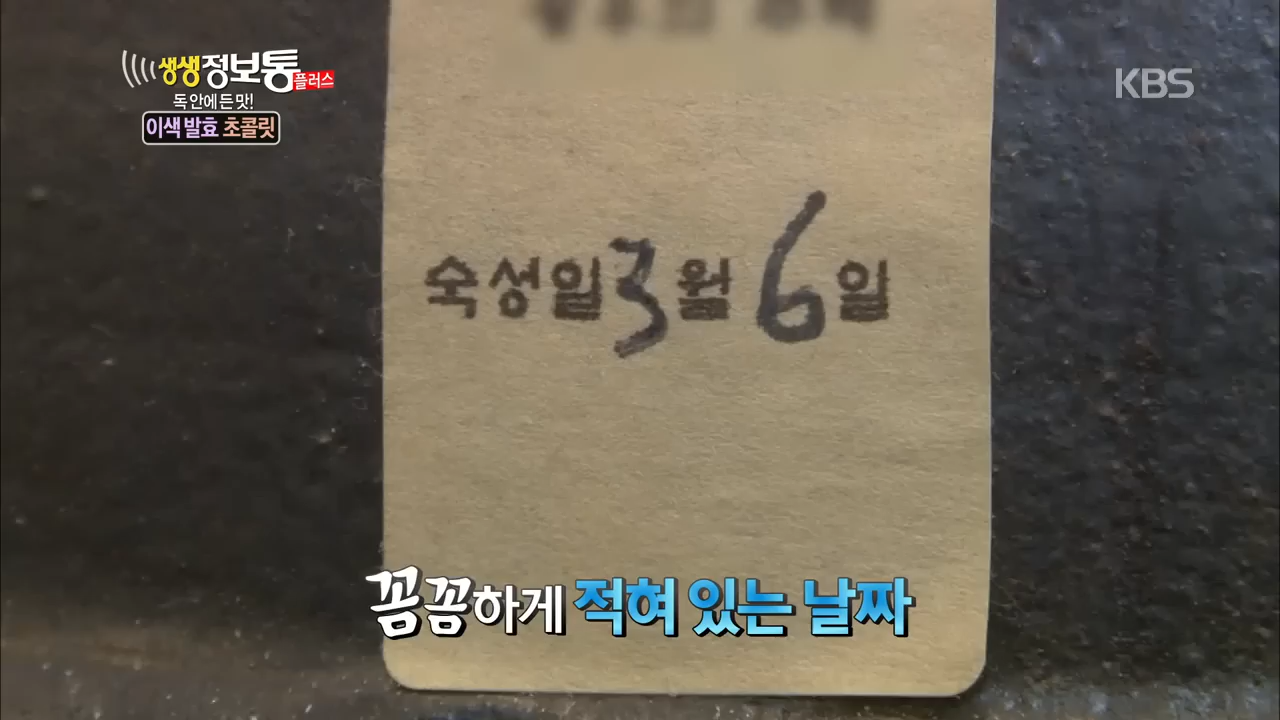 생생정보통
플러스
독 안에 든 맛!
이색 발효 초콜릿
KBS
숙성일 3월 6일
꼼꼼하게 적혀 있는 날짜